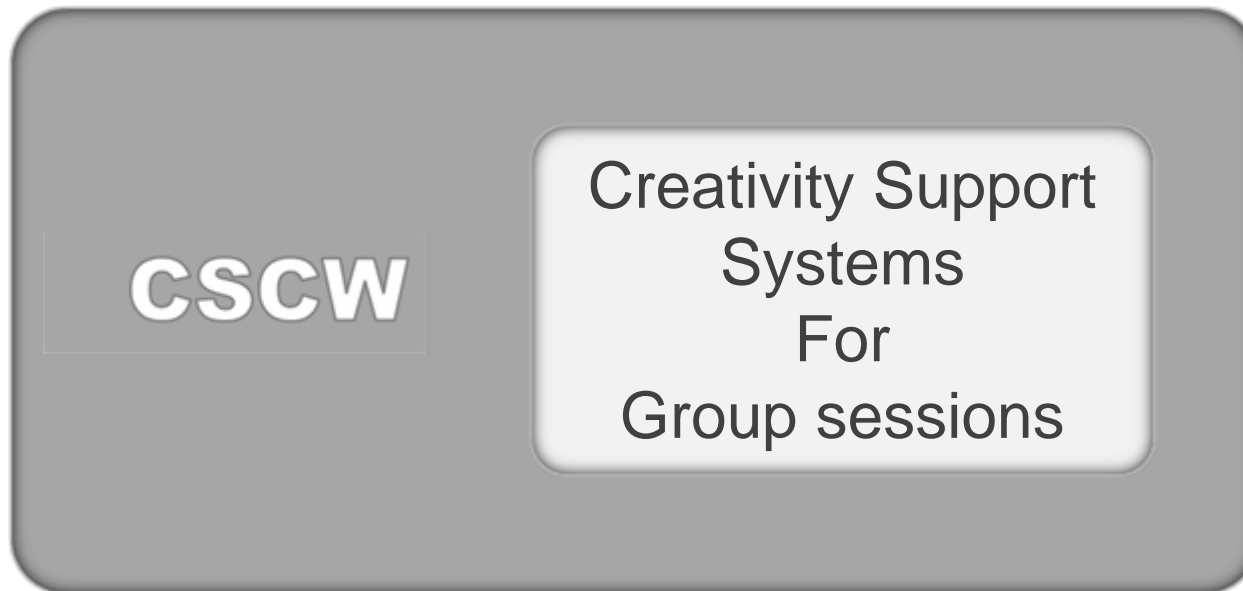 CSCW
Creativity Support
Systems
For
Group sessions